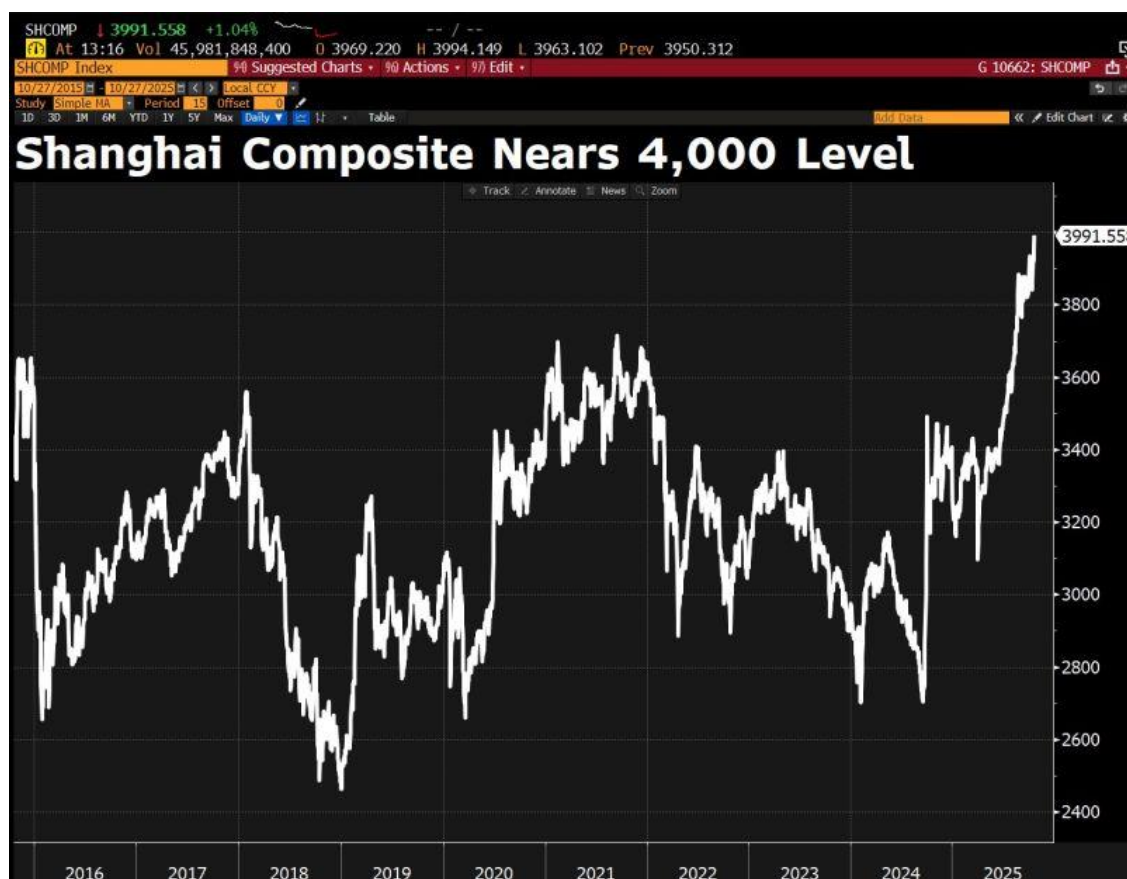 SHCOMP ↓ 3991.558 +1.04% -- / --
At 13:16 Vol 45,981,848,400 O 3969.220 H 3994.149 L 3963.102 Prev 3950.312
SHCOMP Index 94) Suggested Charts 96) Actions 97) Edit G 10662: SHCOMP
10/27/2015 - 10/27/2025 Local CCY
Study Simple MA Period 15 Offset 0
1D 3D 1M 6M YTD 1Y 5Y Max Daily ▼ Table Add Data « Edit Chart
Shanghai Composite Nears 4,000 Level
Track Annotate News Zoom
3991.558
3800
3600
3400
3200
3000
2800
2600
2400
2016 2017 2018 2019 2020 2021 2022 2023 2024 2025